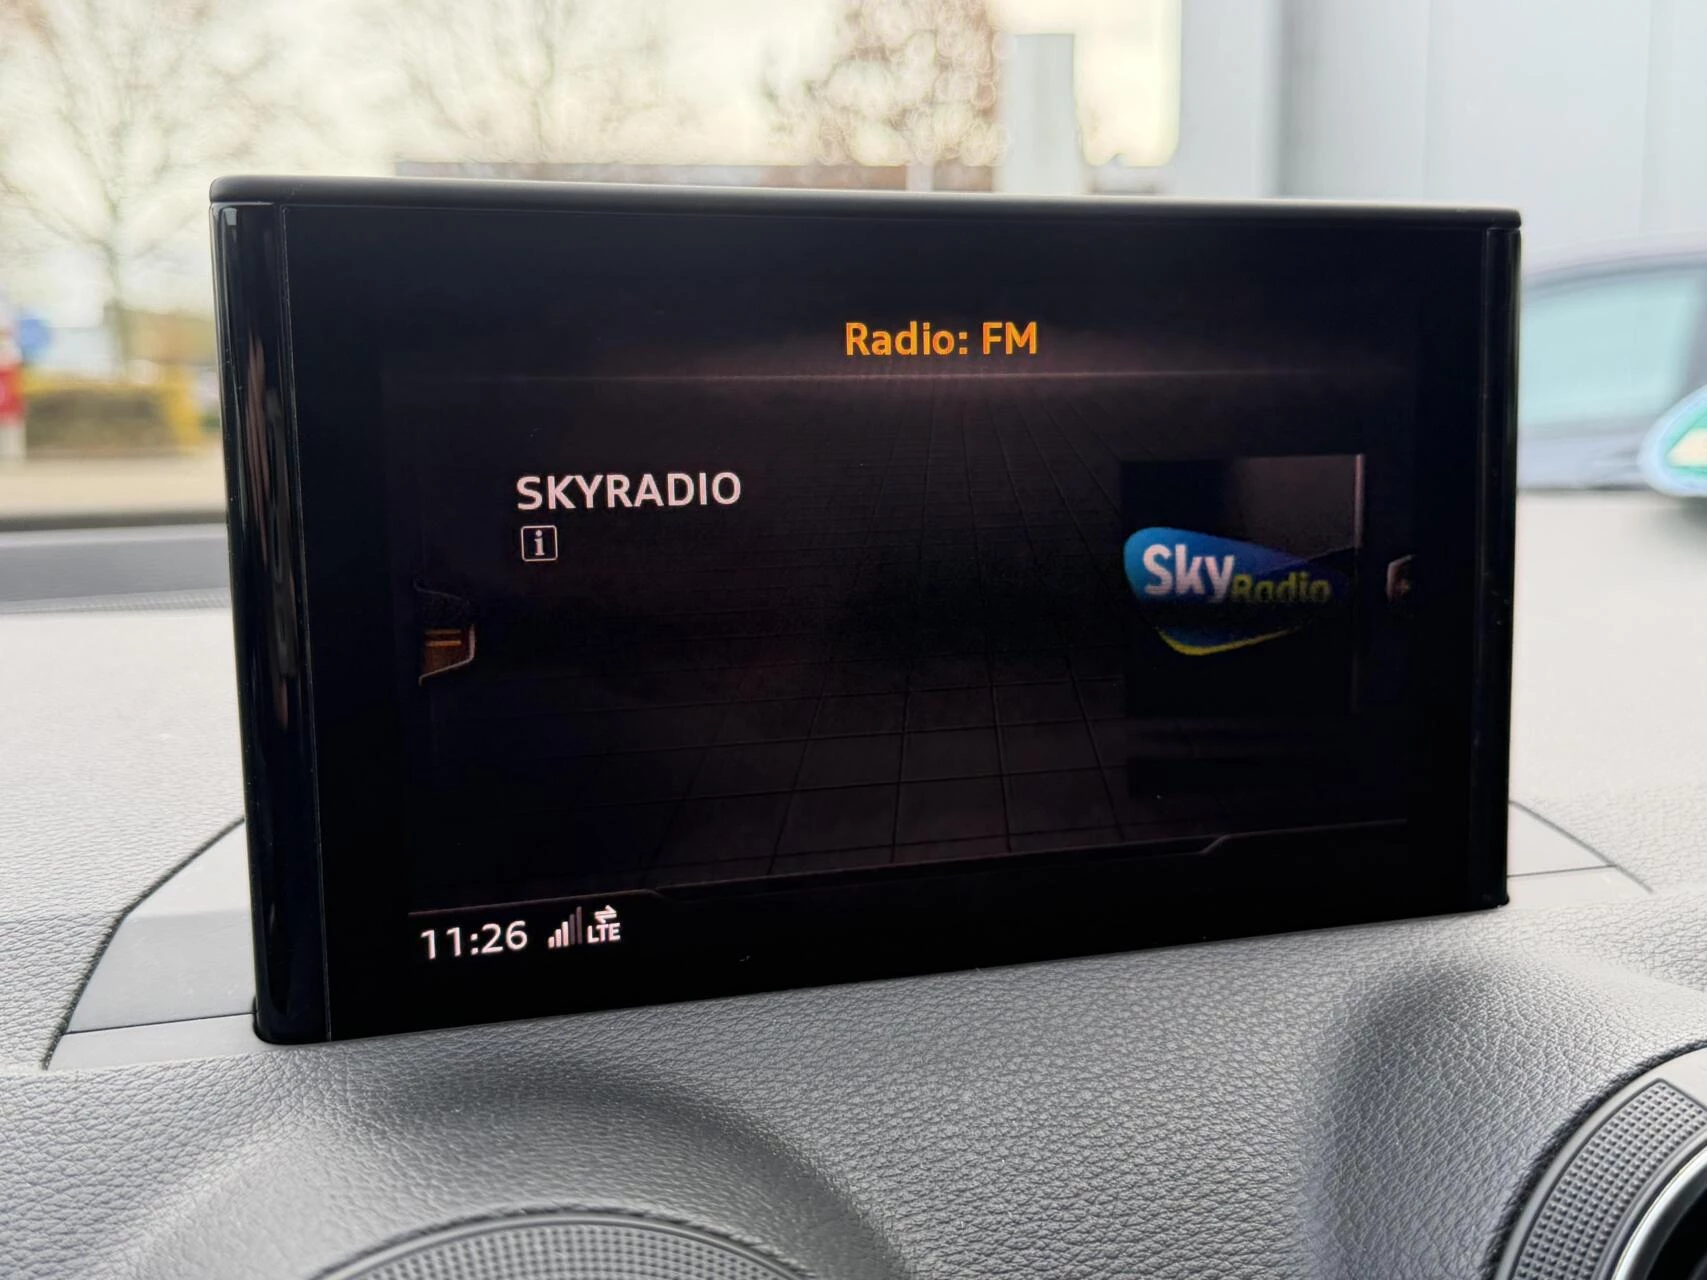 Radio: FM
SKYRADIO
i
Sky Radio
11:26 LTE